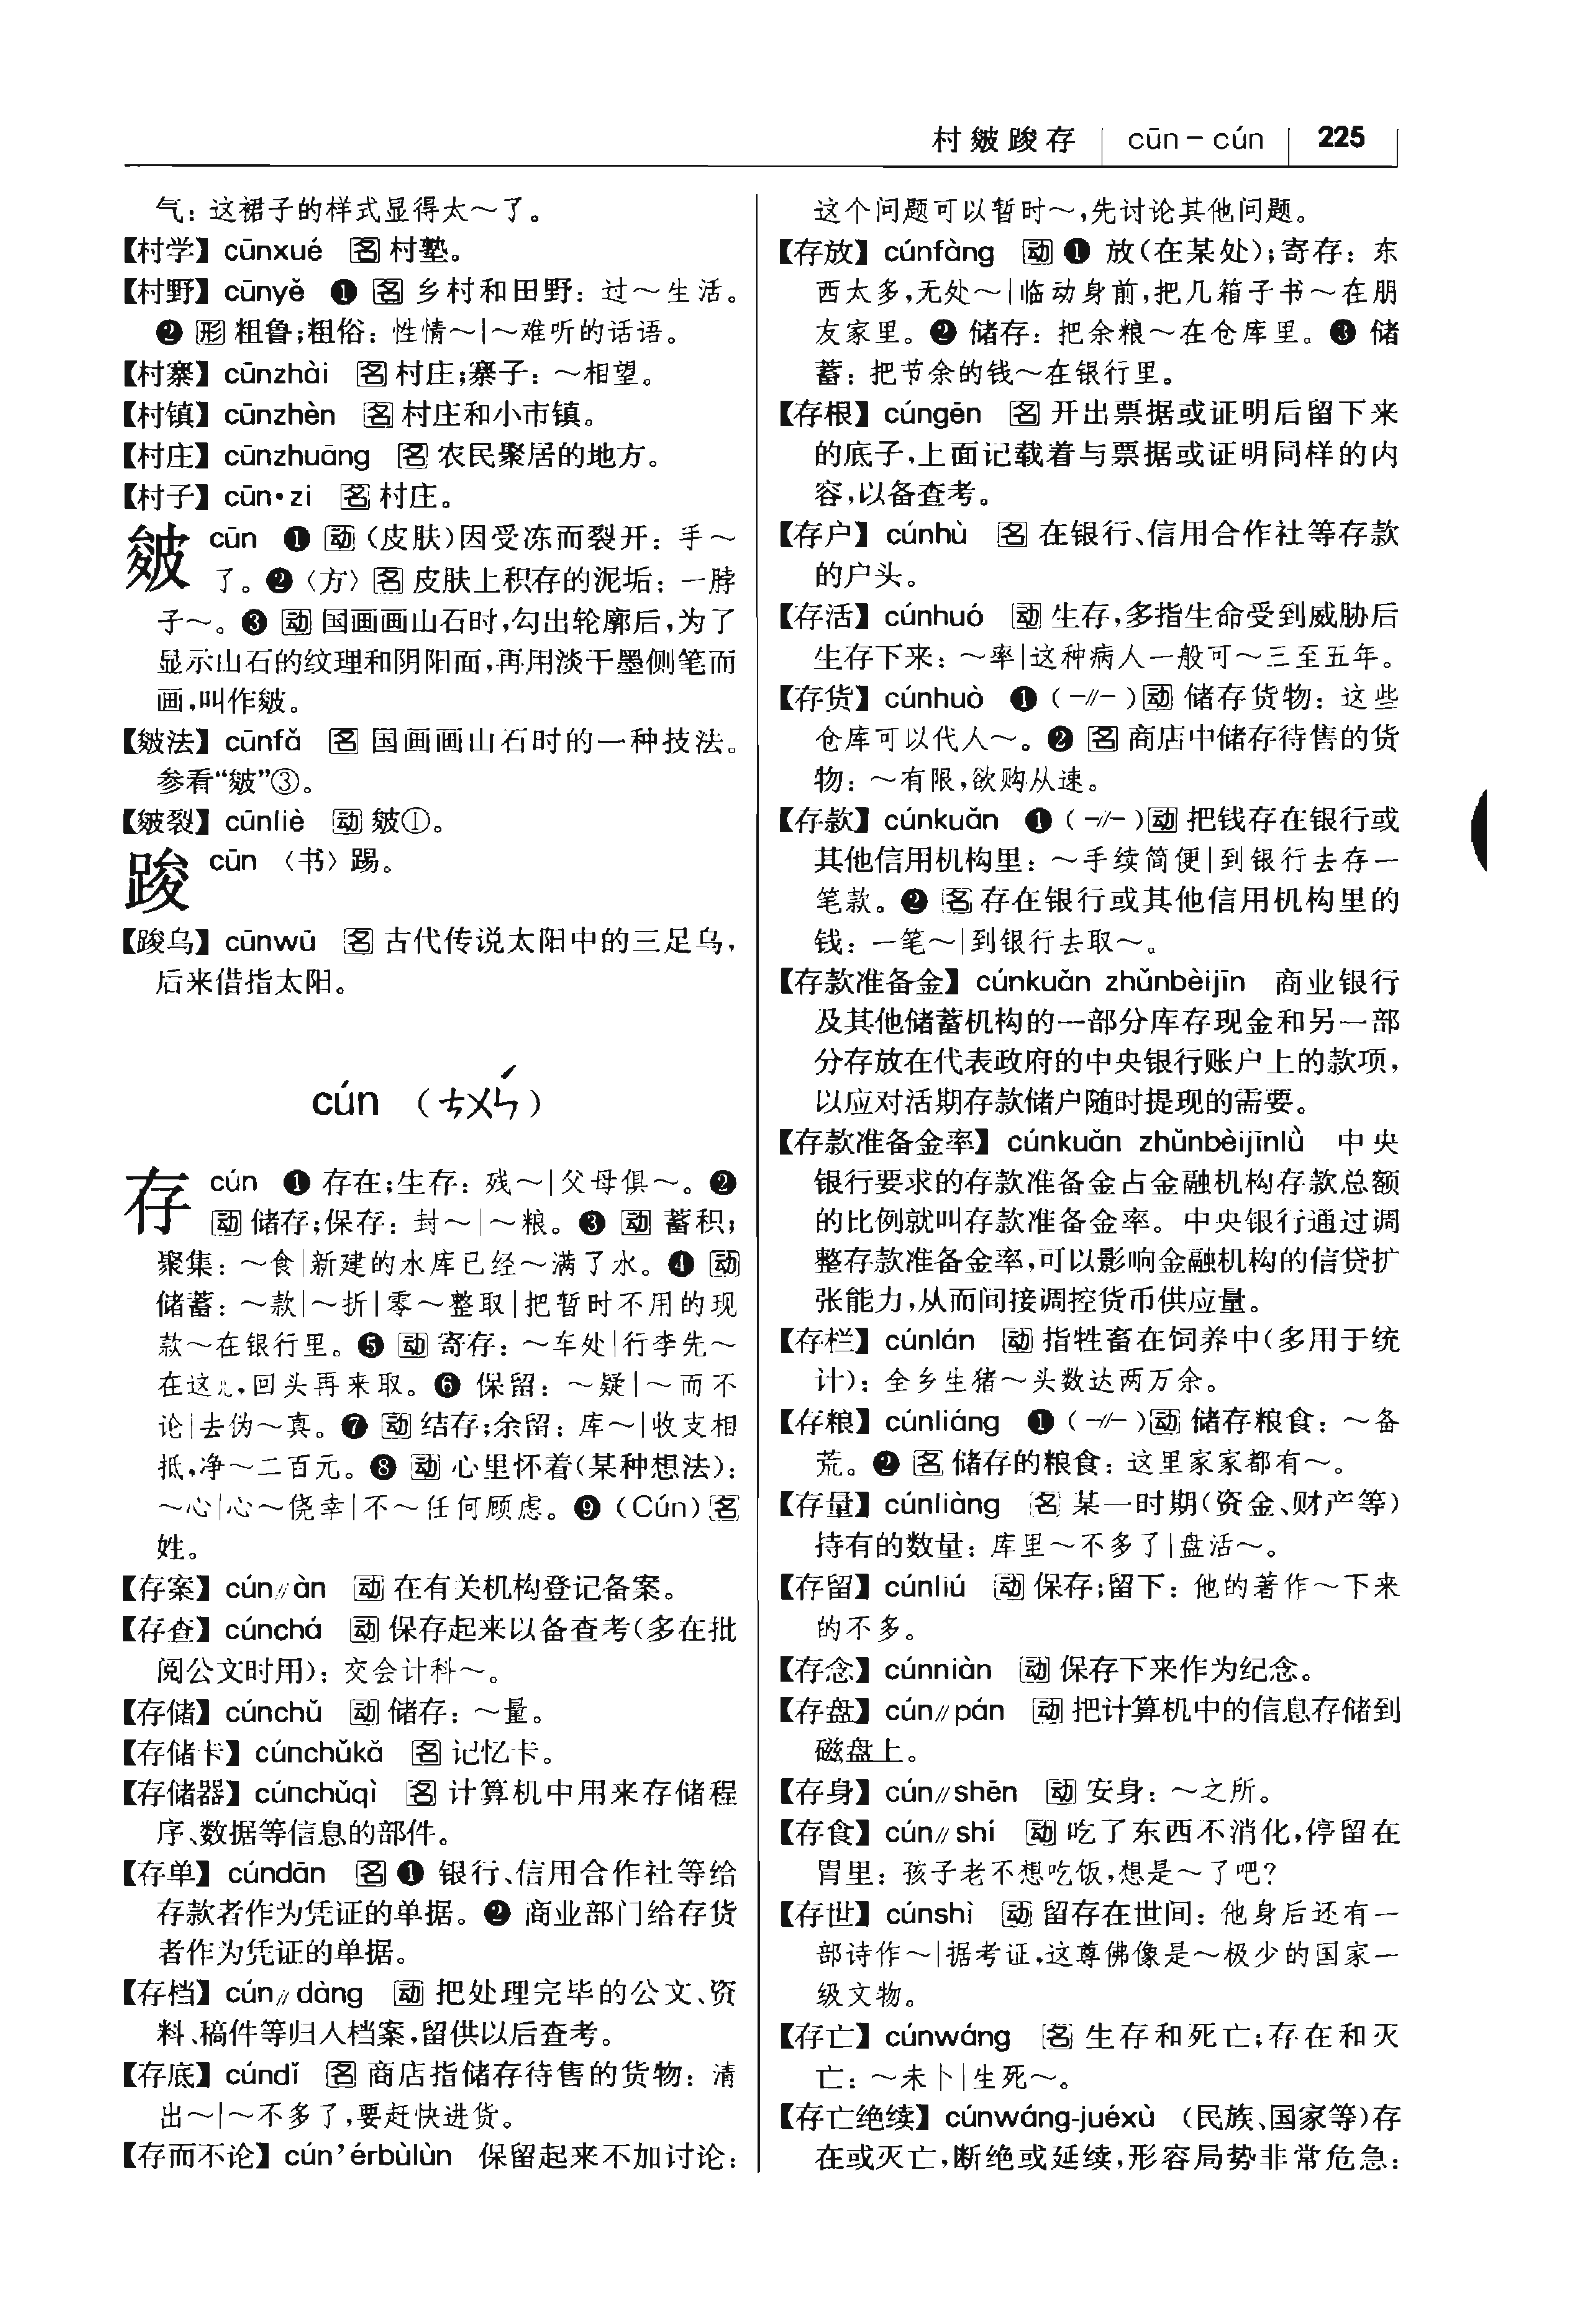 村皴踆存 cūn－cún 225
气：这裙子的样式显得太～了。
【村学】cūnxué 名 村塾。
【村野】cūnyě ❶ 名 乡村和田野：过～生活。
❷ 形 粗鲁;粗俗：性情～|～难听的话语。
【村寨】cūnzhài 名 村庄;寨子：～相望。
【村镇】cūnzhèn 名 村庄和小市镇。
【村庄】cūnzhuāng 名 农民聚居的地方。
【村子】cūn·zi 名 村庄。
皴 cūn ❶ 动 (皮肤)因受冻而裂开：手～
了。❷〈方〉名 皮肤上积存的泥垢：一脖
子～。❸ 动 国画画山石时,勾出轮廓后,为了
显示山石的纹理和阴阳面,再用淡干墨侧笔而
画,叫作皴。
【皴法】cūnfǎ 名 国画画山石时的一种技法。
参看“皴”③。
【皴裂】cūnliè 动 皴①。
踆 cūn〈书〉踢。
【踆乌】cūnwū 名 古代传说太阳中的三足乌,
后来借指太阳。
cún （ㄘㄨㄣˊ）
存 cún ❶ 存在;生存：残～|父母俱～。❷
动 储存;保存：封～|～粮。❸ 动 蓄积;
聚集：～食|新建的水库已经～满了水。❹ 动
储蓄：～款|～折|零～整取|把暂时不用的现
款～在银行里。❺ 动 寄存：～车处|行李先～
在这儿,回头再来取。❻ 保留：～疑|～而不
论|去伪～真。❼ 动 结存;余留：库～|收支相
抵,净～二百元。❽ 动 心里怀着(某种想法)：
～心|心～侥幸|不～任何顾虑。❾ (Cún) 名
姓。
【存案】cún∥àn 动 在有关机构登记备案。
【存查】cúnchá 动 保存起来以备查考(多在批
阅公文时用)：交会计科～。
【存储】cúnchǔ 动 储存：～量。
【存储卡】cúnchǔkǎ 名 记忆卡。
【存储器】cúnchǔqì 名 计算机中用来存储程
序、数据等信息的部件。
【存单】cúndān 名 ❶ 银行、信用合作社等给
存款者作为凭证的单据。❷ 商业部门给存货
者作为凭证的单据。
【存档】cún∥dàng 动 把处理完毕的公文、资
料、稿件等归入档案,留供以后查考。
【存底】cúndǐ 名 商店指储存待售的货物：清
出～|～不多了,要赶快进货。
【存而不论】cún’érbùlùn 保留起来不加讨论：
这个问题可以暂时～,先讨论其他问题。
【存放】cúnfàng 动 ❶ 放(在某处);寄存：东
西太多,无处～|临动身前,把几箱子书～在朋
友家里。❷ 储存：把余粮～在仓库里。❸ 储
蓄：把节余的钱～在银行里。
【存根】cúngēn 名 开出票据或证明后留下来
的底子,上面记载着与票据或证明同样的内
容,以备查考。
【存户】cúnhù 名 在银行、信用合作社等存款
的户头。
【存活】cúnhuó 动 生存,多指生命受到威胁后
生存下来：～率|这种病人一般可～三至五年。
【存货】cúnhuò ❶ (－∥－) 动 储存货物：这些
仓库可以代人～。❷ 名 商店中储存待售的货
物：～有限,欲购从速。
【存款】cúnkuǎn ❶ (－∥－) 动 把钱存在银行或
其他信用机构里：～手续简便|到银行去存一
笔款。❷ 名 存在银行或其他信用机构里的
钱：一笔～|到银行去取～。
【存款准备金】cúnkuǎn zhǔnbèijīn 商业银行
及其他储蓄机构的一部分库存现金和另一部
分存放在代表政府的中央银行账户上的款项,
以应对活期存款储户随时提现的需要。
【存款准备金率】cúnkuǎn zhǔnbèijīnlǜ 中央
银行要求的存款准备金占金融机构存款总额
的比例就叫存款准备金率。中央银行通过调
整存款准备金率,可以影响金融机构的信贷扩
张能力,从而间接调控货币供应量。
【存栏】cúnlán 动 指牲畜在饲养中(多用于统
计)：全乡生猪～头数达两万余。
【存粮】cúnliáng ❶ (－∥－) 动 储存粮食：～备
荒。❷ 名 储存的粮食：这里家家都有～。
【存量】cúnliàng 名 某一时期(资金、财产等)
持有的数量：库里～不多了|盘活～。
【存留】cúnliú 动 保存;留下：他的著作～下来
的不多。
【存念】cúnniàn 动 保存下来作为纪念。
【存盘】cún∥pán 动 把计算机中的信息存储到
磁盘上。
【存身】cún∥shēn 动 安身：～之所。
【存食】cún∥shí 动 吃了东西不消化,停留在
胃里：孩子老不想吃饭,想是～了吧?
【存世】cúnshì 动 留存在世间：他身后还有一
部诗作～|据考证,这尊佛像是～极少的国家一
级文物。
【存亡】cúnwáng 名 生存和死亡;存在和灭
亡：～未卜|生死～。
【存亡绝续】cúnwáng-juéxù (民族、国家等)存
在或灭亡,断绝或延续,形容局势非常危急：